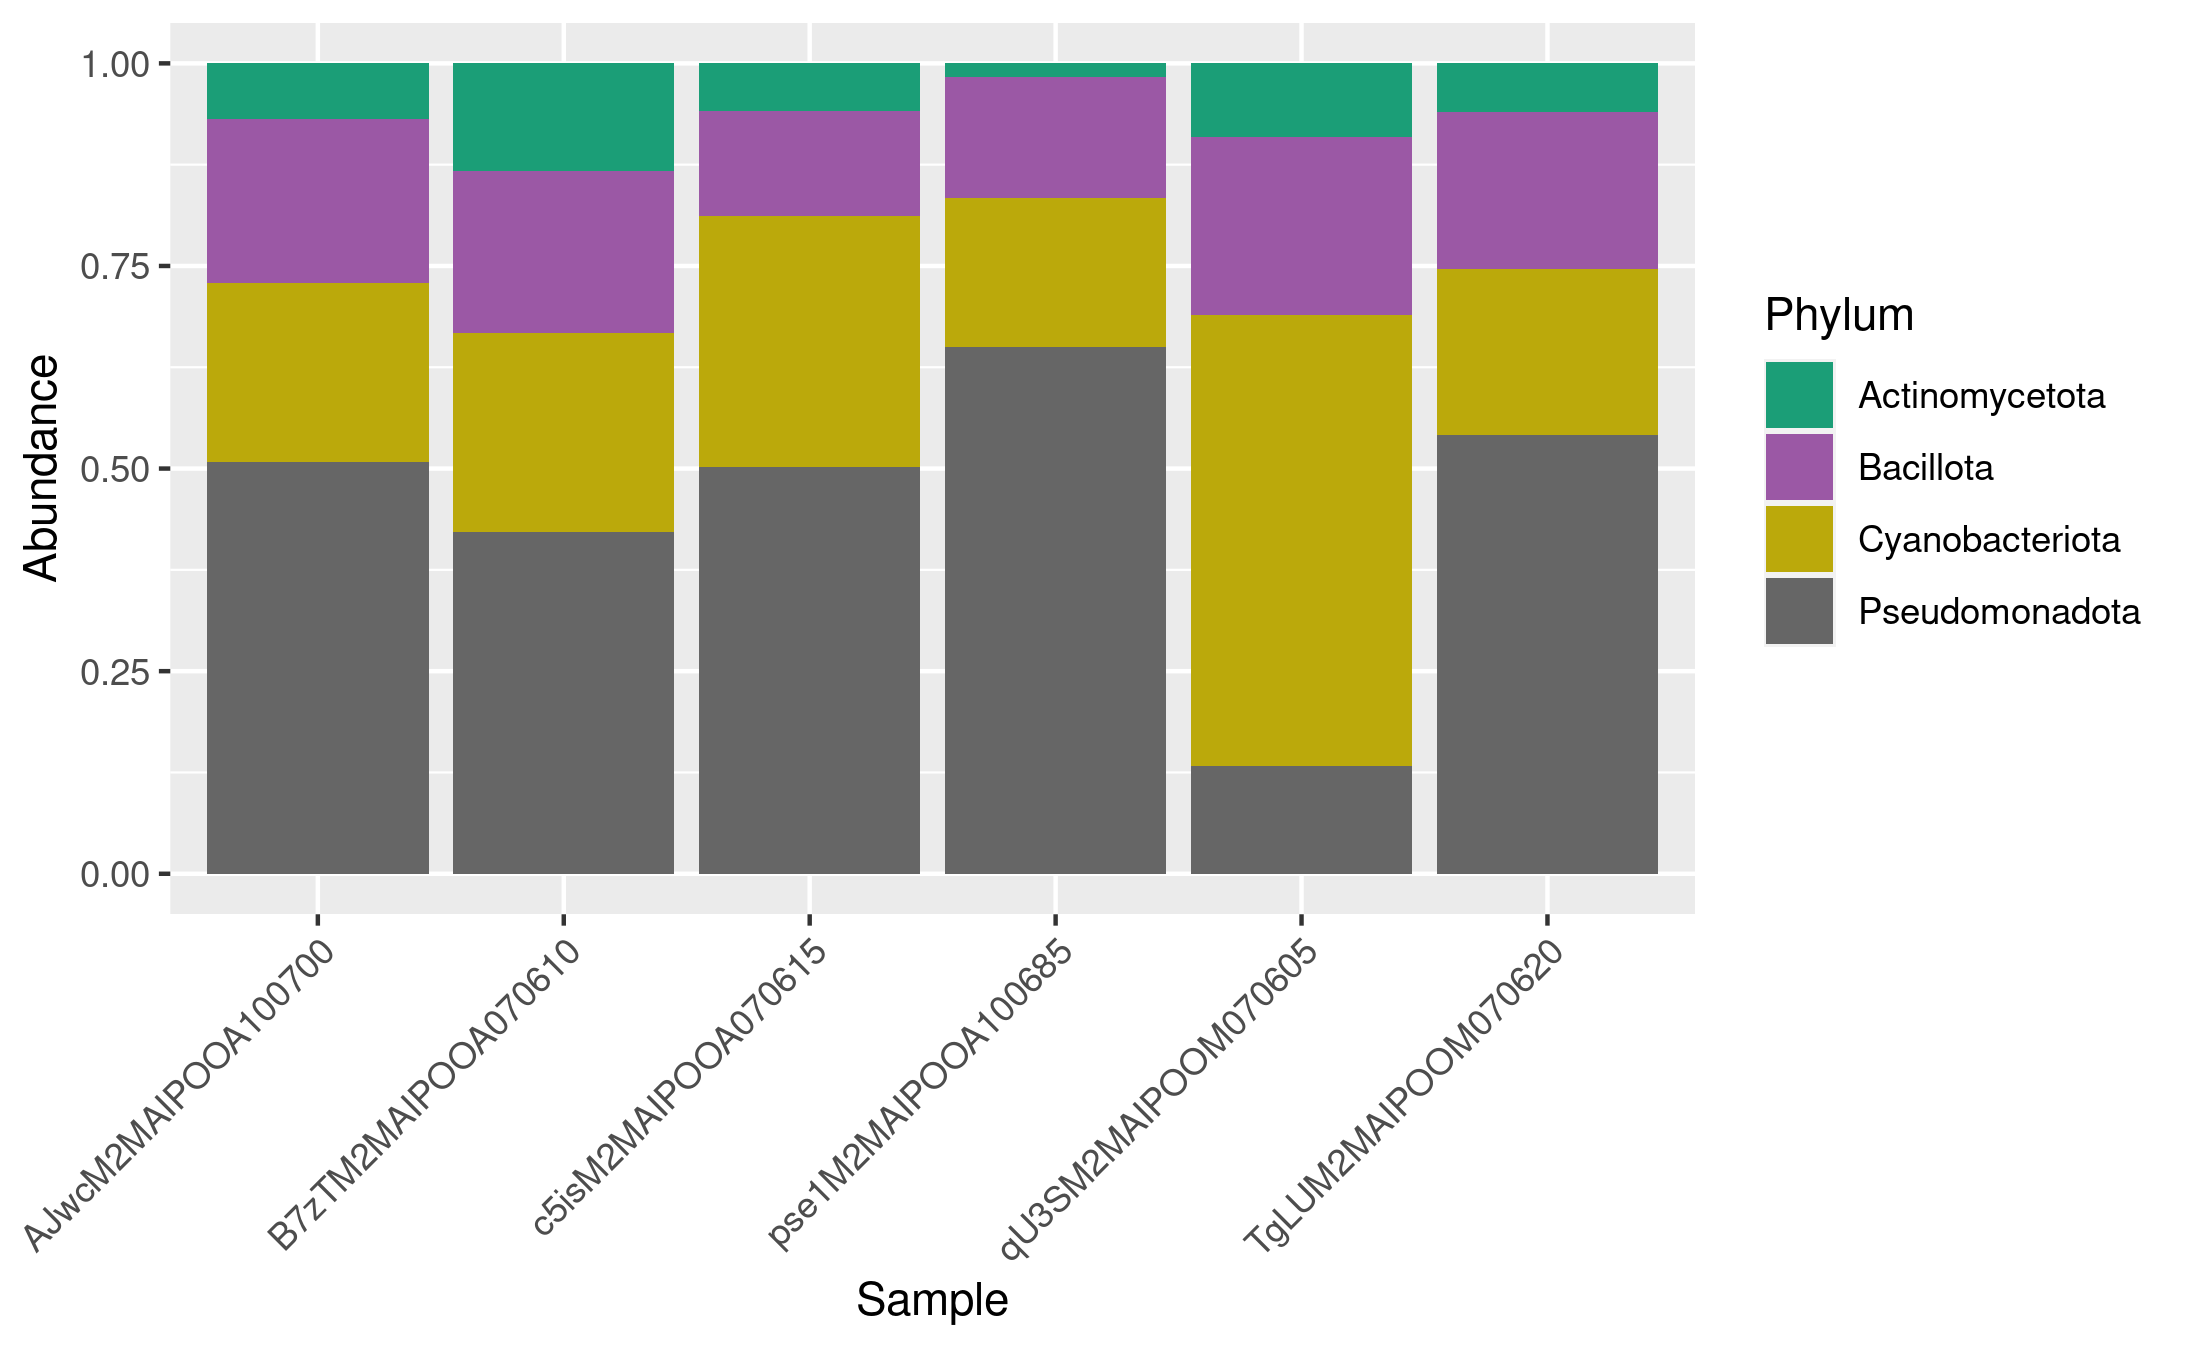 1.00
0.75
0.50
0.25
0.00
Abundance
AJwcM2MAIPOOA100700
B7zTM2MAIPOOA070610
c5isM2MAIPOOA070615
pse1M2MAIPOOA100685
qU3SM2MAIPOOM070605
TgLUM2MAIPOOM070620
Sample
Phylum
Actinomycetota
Bacillota
Cyanobacteriota
Pseudomonadota